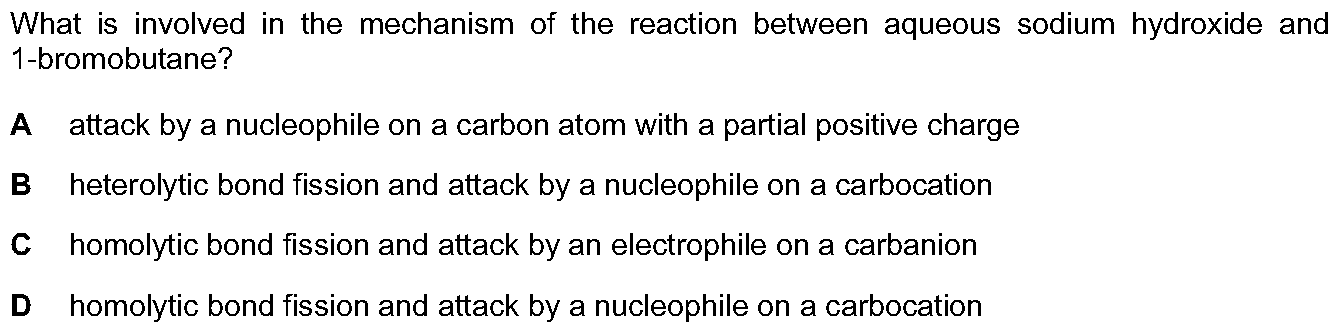 What is involved in the mechanism of the reaction between aqueous sodium hydroxide and
1-bromobutane?
A attack by a nucleophile on a carbon atom with a partial positive charge
B heterolytic bond fission and attack by a nucleophile on a carbocation
C homolytic bond fission and attack by an electrophile on a carbanion
D homolytic bond fission and attack by a nucleophile on a carbocation